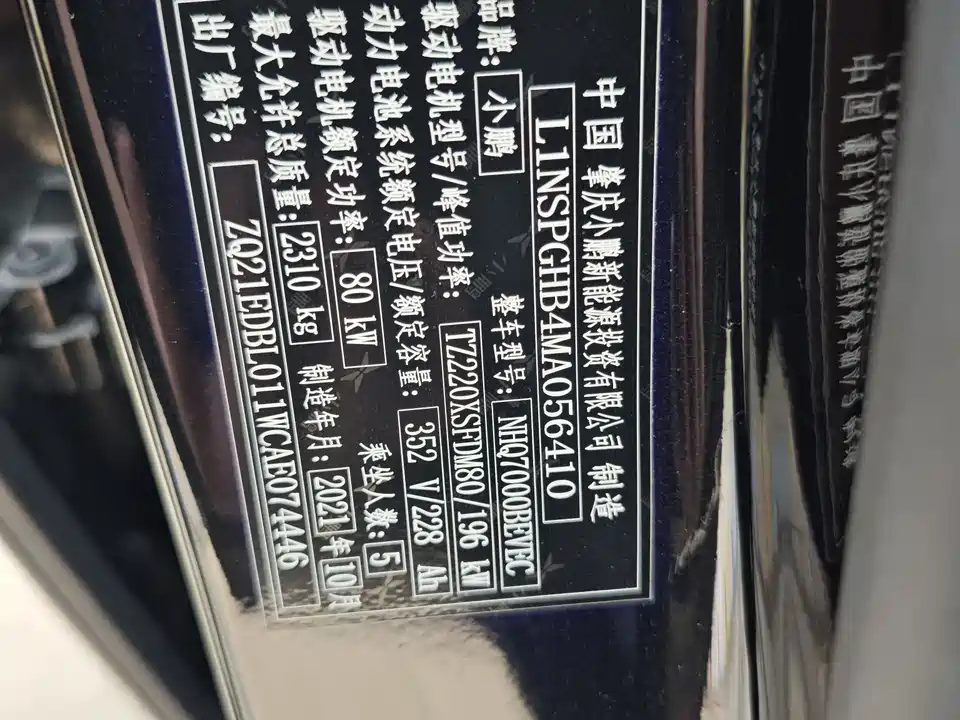 中国 肇庆小鹏新能源投资有限公司 制造
L1NSPGHB4MA056410
品牌: 小鹏 整车型号: NHQ7000BEVEC
驱动电机型号/峰值功率: TZ220XSFDM80/196 kW
动力电池系统额定电压/额定容量: 352 V/228 Ah
驱动电机额定功率: 80 kW 乘坐人数: 5
最大允许总质量: 2310 kg 制造年月: 2021年10月
出厂编号: ZQ21EDBL011WCAE074446